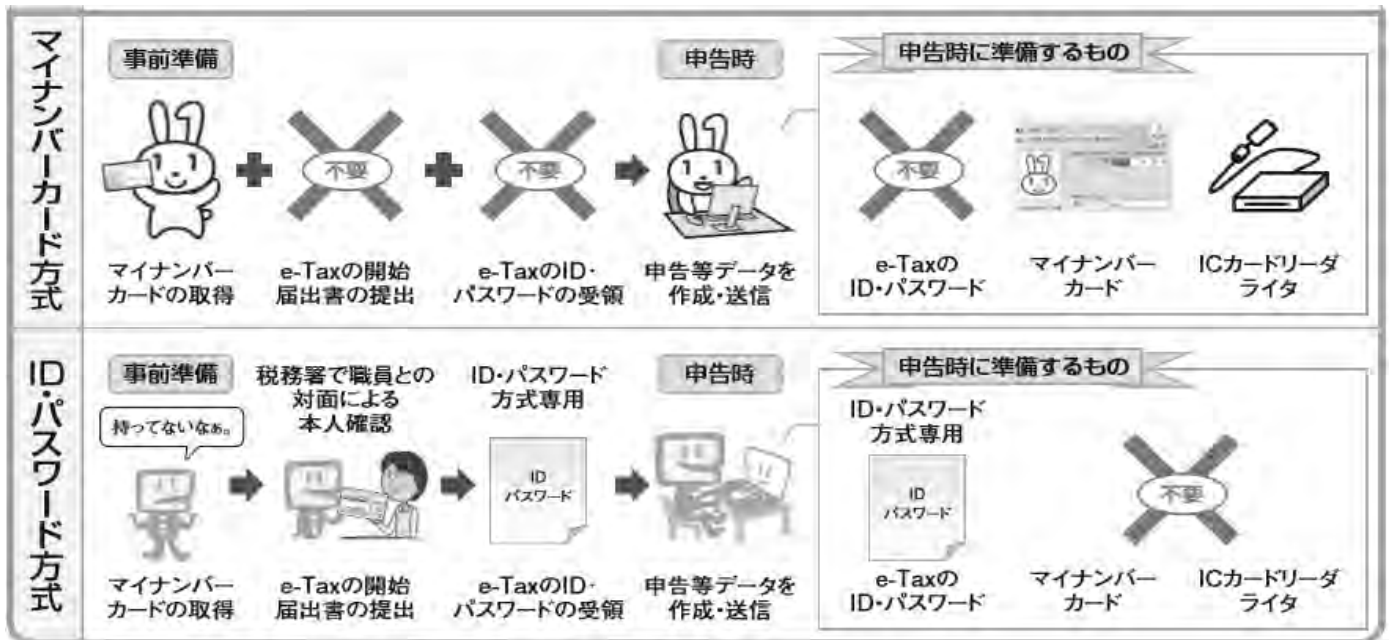 マイナンバーカード方式
事前準備
申告時
申告時に準備するもの
不要
不要
不要
マイナンバー
カードの取得
e-Taxの開始
届出書の提出
e-TaxのID・
パスワードの受領
申告等データを
作成・送信
e-Taxの
ID・パスワード
マイナンバー
カード
ICカードリーダ
ライタ
ID・パスワード方式
事前準備
税務署で職員との
対面による
本人確認
ID・パスワード
方式専用
申告時
申告時に準備するもの
持ってないなぁ。
ID
パスワード
ID・パスワード
方式専用
ID
パスワード
不要
マイナンバー
カードの取得
e-Taxの開始
届出書の提出
e-TaxのID・
パスワードの受領
申告等データを
作成・送信
e-Taxの
ID・パスワード
マイナンバー
カード
ICカードリーダ
ライタ